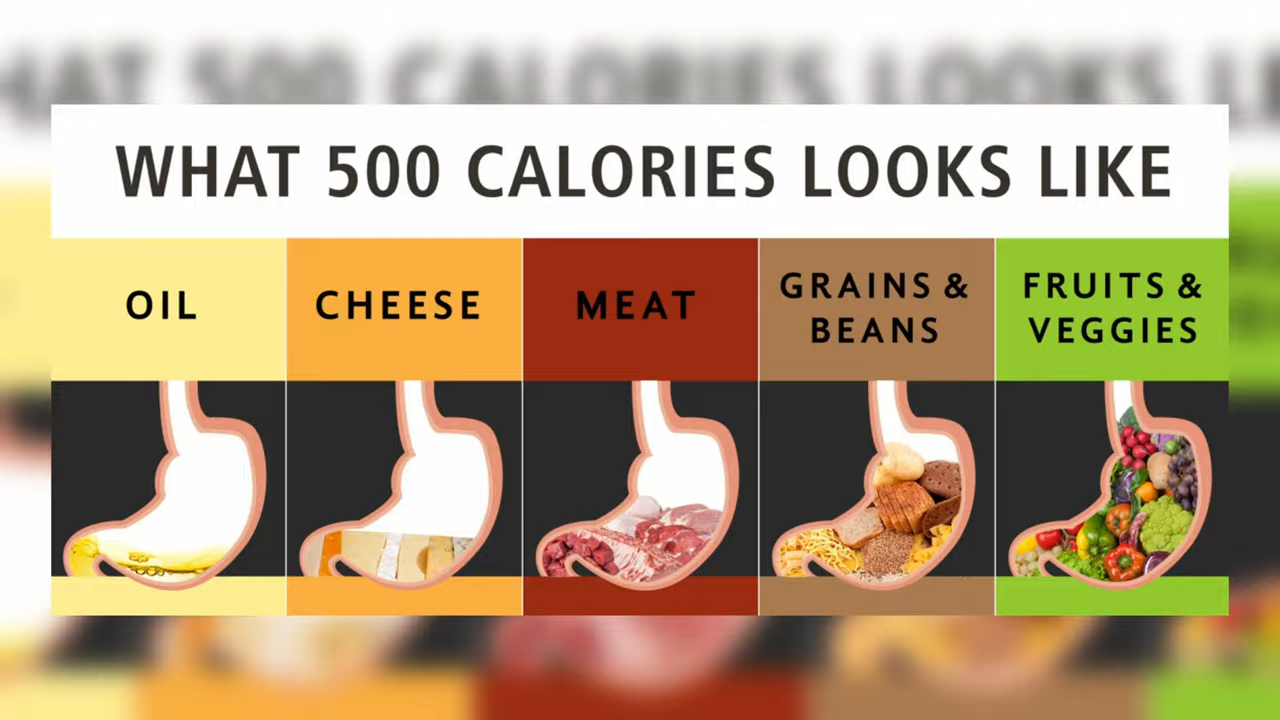 WHAT 500 CALORIES LOOKS LIKE
OIL
CHEESE
MEAT
GRAINS &
BEANS
FRUITS &
VEGGIES